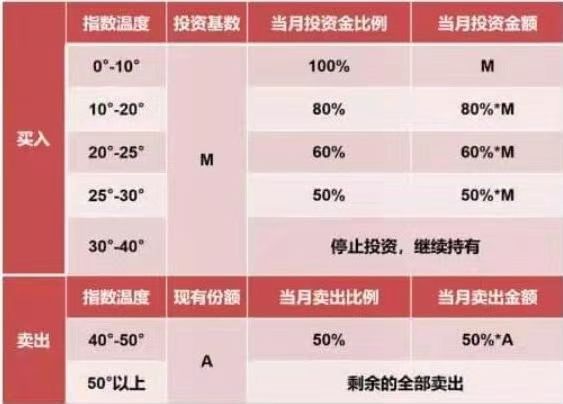 指数温度 投资基数 当月投资金比例 当月投资金额
买入
0°-10° 100% M
10°-20° 80% 80%*M
20°-25° 60% 60%*M
M
25°-30° 50% 50%*M
30°-40° 停止投资，继续持有
指数温度 现有份额 当月卖出比例 当月卖出金额
卖出
40°-50° 50% 50%*A
A
50°以上 剩余的全部卖出